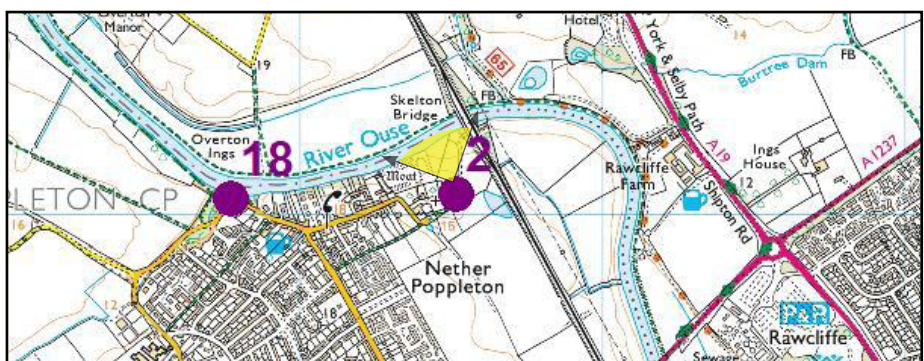 Overton
Manor
19
65
Hotel
14
York & Selby Path
Burtree Dam
FB
Skelton
Bridge
FB
Overton
Ings
River Ouse
A19
Ings
House
A1237
18
2
Moat
Rawcliffe
Farm
12
Shipton Rd
PLETON CP
16
15
Nether
Poppleton
12
18
P&R
Rawcliffe
Sewage